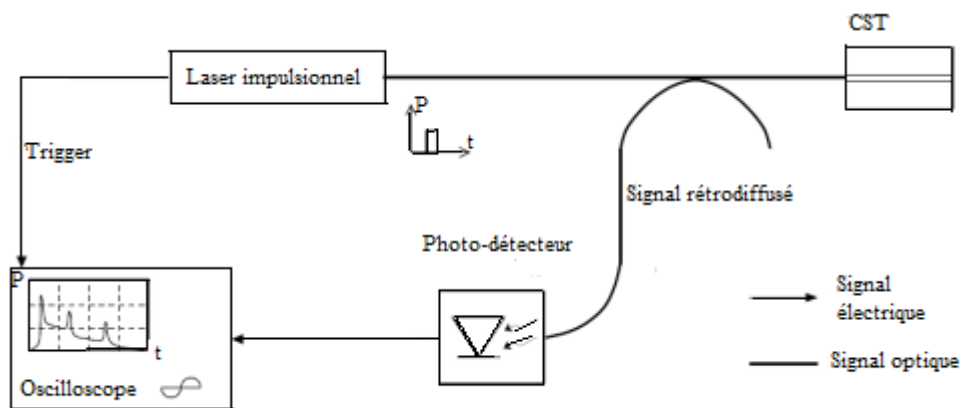 CST
Laser impulsionnel
P
t
Trigger
Signal rétrodiffusé
Photo-détecteur
P
t
Oscilloscope
Signal
électrique
Signal optique